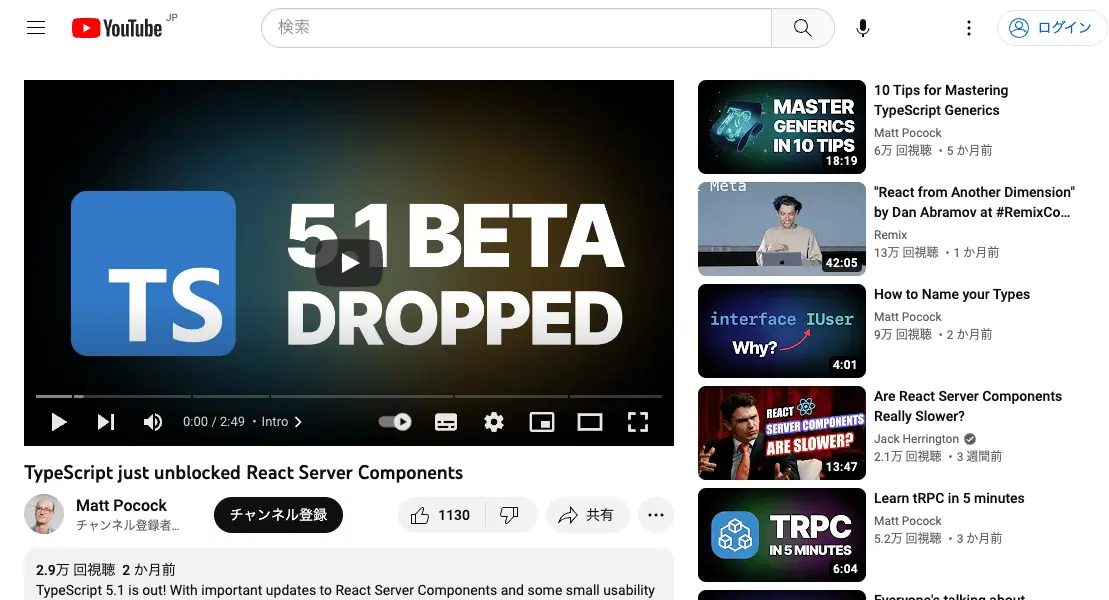 YouTube JP
検索
ログイン
TS
5.1 BETA
DROPPED
0:00 / 2:49 ・ Intro
TypeScript just unblocked React Server Components
Matt Pocock
チャンネル登録者...
チャンネル登録
1130
共有
2.9万 回視聴 2 か月前
TypeScript 5.1 is out! With important updates to React Server Components and some small usability
MASTER
GENERICS
IN 10 TIPS
18:19
10 Tips for Mastering
TypeScript Generics
Matt Pocock
6万 回視聴 ・5 か月前
Meta
42:05
"React from Another Dimension"
by Dan Abramov at #RemixCo...
Remix
13万 回視聴 ・1 か月前
interface IUser
Why?
4:01
How to Name your Types
Matt Pocock
9万 回視聴 ・2 か月前
REACT
SERVER COMPONENTS
ARE SLOWER?
13:47
Are React Server Components
Really Slower?
Jack Herrington
2.1万 回視聴 ・3 週間前
TRPC
IN 5 MINUTES
6:04
Learn tRPC in 5 minutes
Matt Pocock
5.2万 回視聴 ・3 か月前
Everyone's talking about